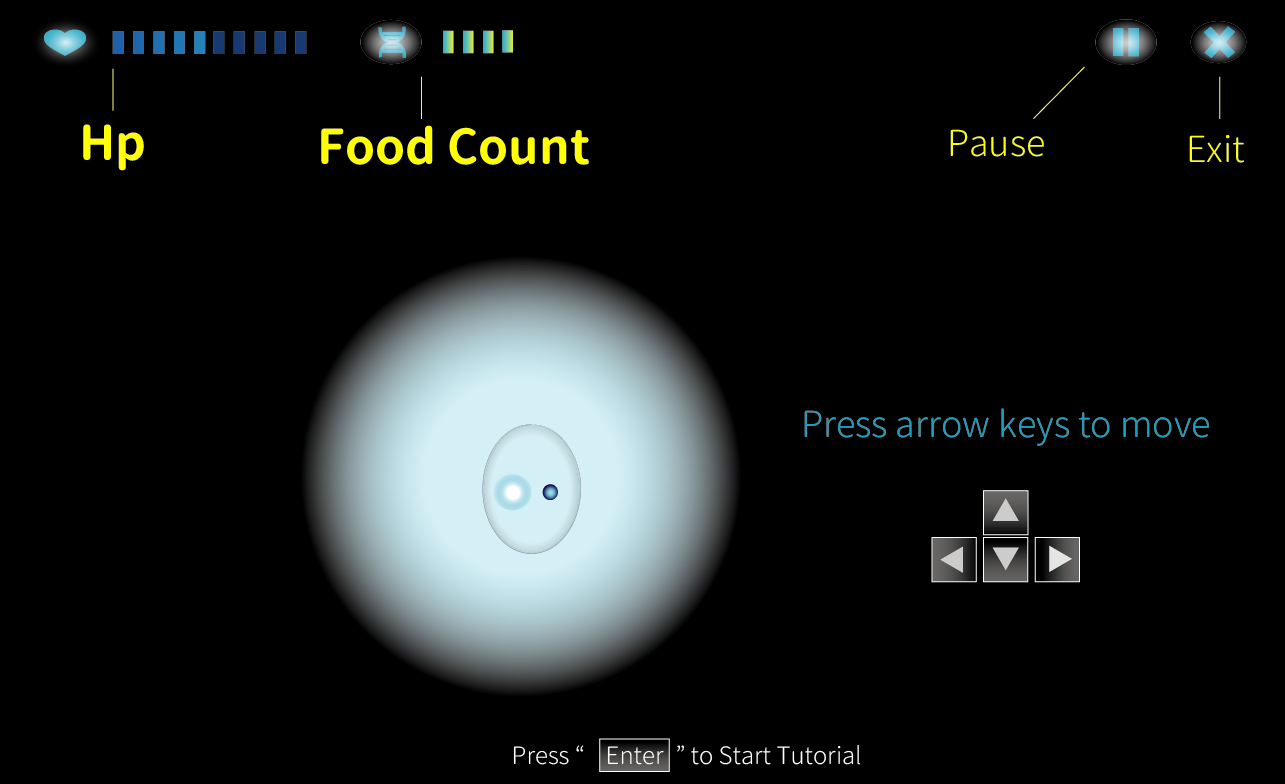 Hp
Food Count
Pause
Exit
Press arrow keys to move
Press “ Enter ” to Start Tutorial